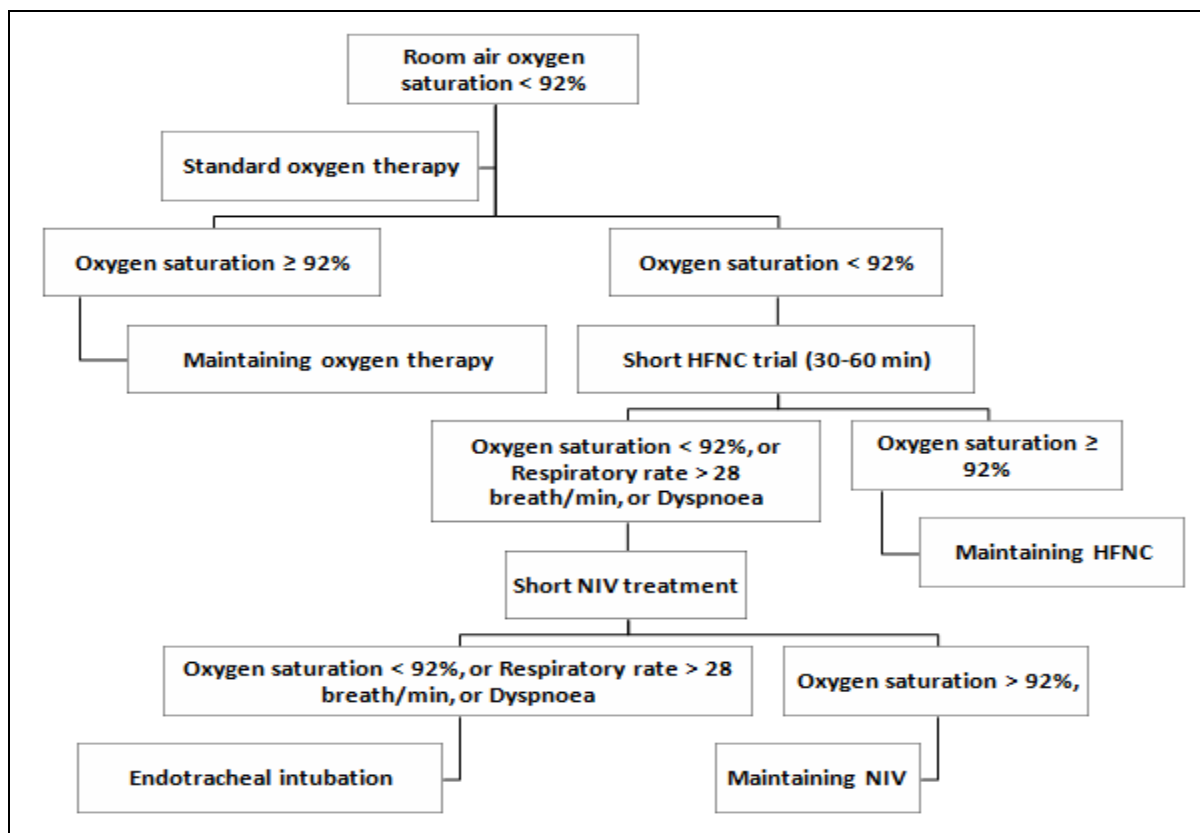 Room air oxygen
saturation < 92%
Standard oxygen therapy
Oxygen saturation ≥ 92%
Oxygen saturation < 92%
Maintaining oxygen therapy
Short HFNC trial (30-60 min)
Oxygen saturation < 92%, or
Respiratory rate > 28
breath/min, or Dyspnoea
Oxygen saturation ≥
92%
Maintaining HFNC
Short NIV treatment
Oxygen saturation < 92%, or Respiratory rate > 28
breath/min, or Dyspnoea
Oxygen saturation > 92%,
Endotracheal intubation
Maintaining NIV